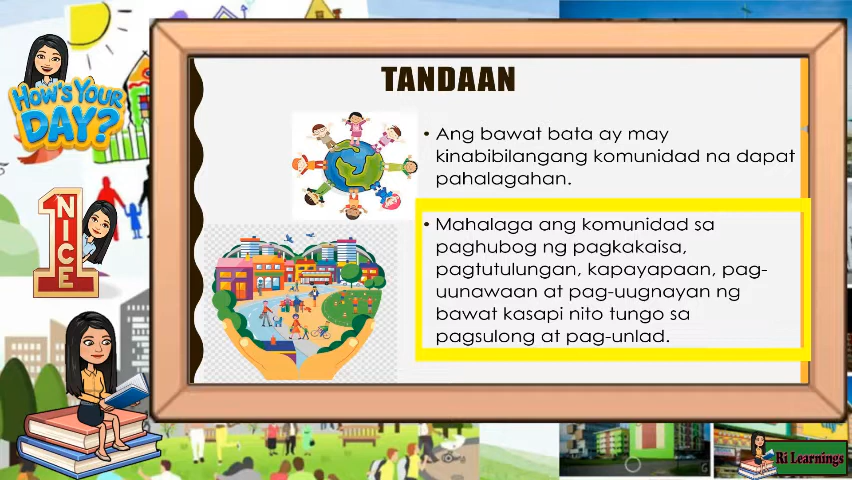 HOW'S YOUR
DAY?
1
NICE
TANDAAN
• Ang bawat bata ay may
kinabibilangang komunidad na dapat
pahalagahan.
• Mahalaga ang komunidad sa
paghubog ng pagkakaisa,
pagtutulungan, kapayapaan, pag-
uunawaan at pag-uugnayan ng
bawat kasapi nito tungo sa
pagsulong at pag-unlad.
Ri Learnings